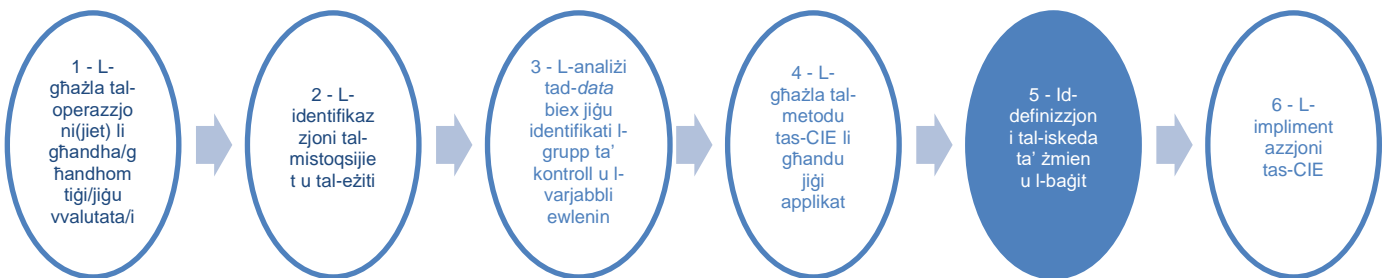 1 - L-
għażla tal-
operazzjo
ni(jiet) li
għandha/g
ħandhom
tiġi/jiġu
vvalutata/i
2 - L-
identifikaz
zjoni tal-
mistoqsijie
t u tal-eżiti
3 - L-analiżi
tad-data
biex jiġu
identifikati l-
grupp ta'
kontroll u l-
varjabbli
ewlenin
4 - L-
għażla tal-
metodu
tas-CIE li
għandu
jiġi
applikat
5 - Id-
definizzjon
i tal-iskeda
ta' żmien
u l-baġit
6 - L-
impliment
azzjoni
tas-CIE